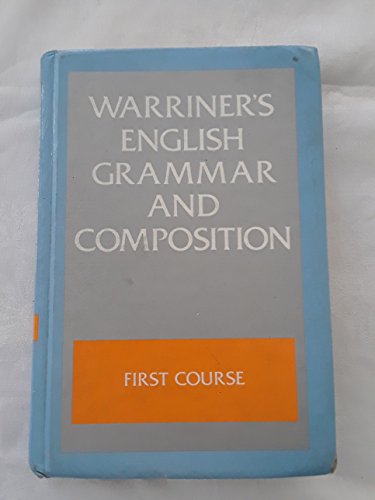 WARRINER'S
ENGLISH
GRAMMAR
AND
COMPOSITION
FIRST COURSE